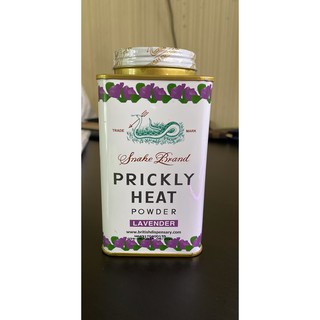 TRADE MARK
Snake Brand
PRICKLY
HEAT
POWDER
LAVENDER
www.britishdispensary.com